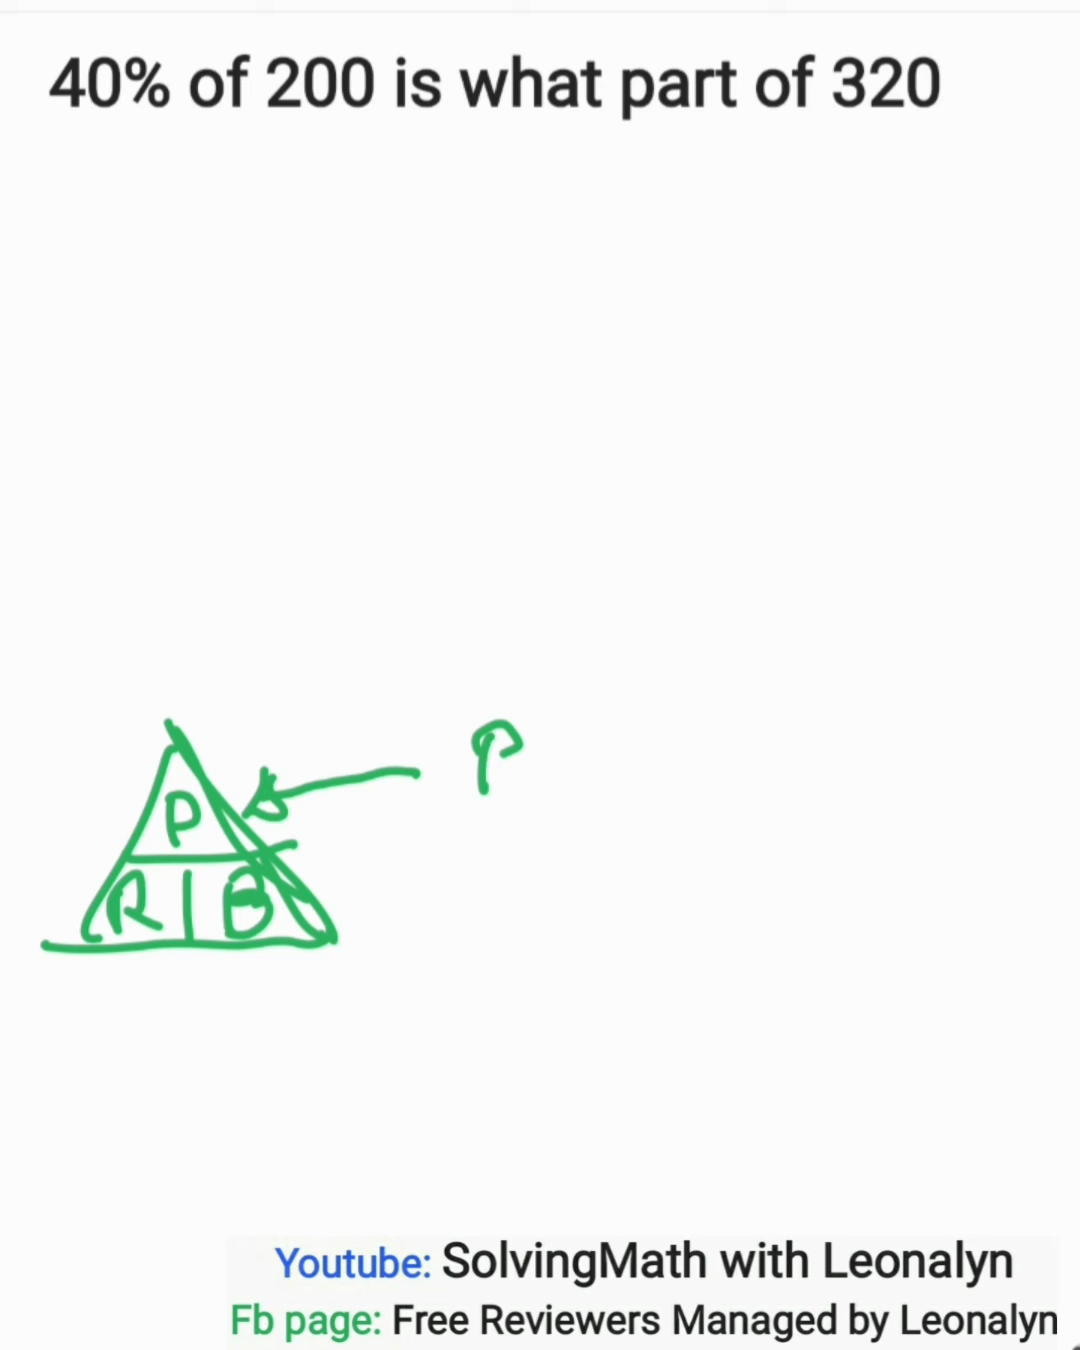 40% of 200 is what part of 320
P
P
R B
Youtube: SolvingMath with Leonalyn
Fb page: Free Reviewers Managed by Leonalyn